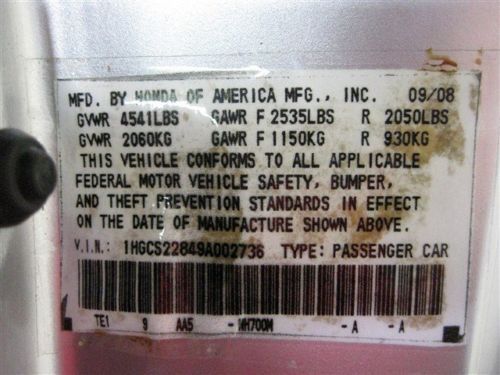 MFD. BY HONDA OF AMERICA MFG., INC. 09/08
GVWR 4541LBS GAWR F 2535LBS R 2050LBS
GVWR 2060KG GAWR F 1150KG R 930KG
THIS VEHICLE CONFORMS TO ALL APPLICABLE
FEDERAL MOTOR VEHICLE SAFETY, BUMPER,
AND THEFT PREVENTION STANDARDS IN EFFECT
ON THE DATE OF MANUFACTURE SHOWN ABOVE.
V.I.N.: 1HGCS22849A002736 TYPE: PASSENGER CAR
TE1 9 AA5 -NH700M -A -A